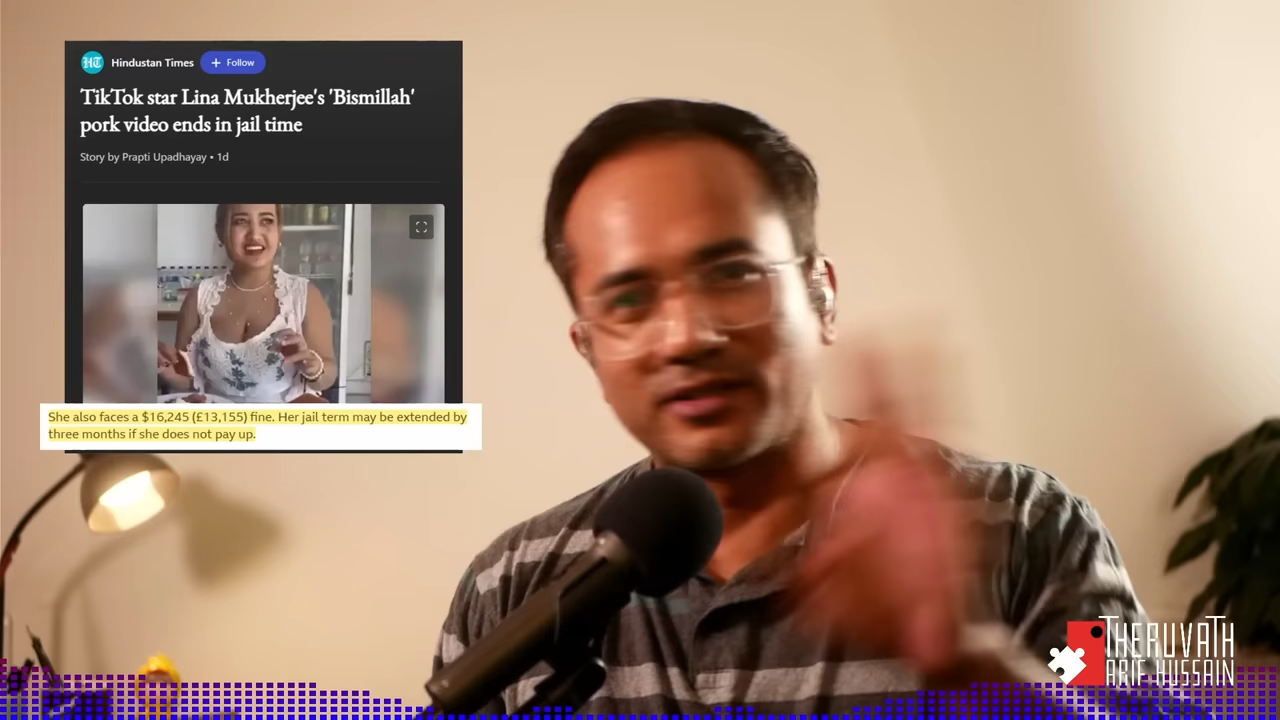 HT
Hindustan Times
+ Follow
TikTok star Lina Mukherjee's 'Bismillah'
pork video ends in jail time
Story by Prapti Upadhayay • 1d
She also faces a $16,245 (£13,155) fine. Her jail term may be extended by
three months if she does not pay up.
THERUVATH
ARIF HUSSAIN